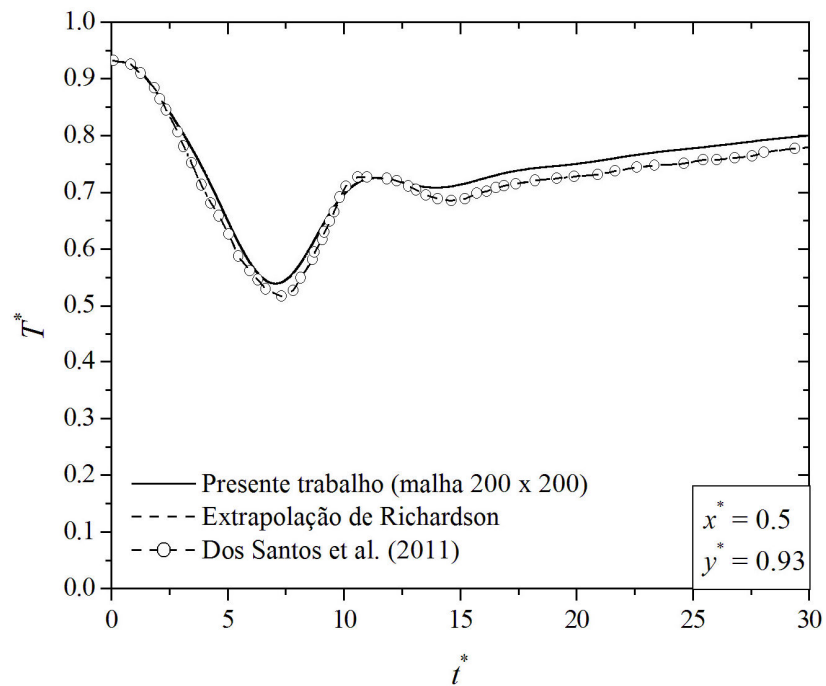 1.0
0.9
0.8
0.7
0.6
0.5
0.4
0.3
0.2
0.1
0.0
T*
Presente trabalho (malha 200 x 200)
Extrapolação de Richardson
Dos Santos et al. (2011)
x* = 0.5
y* = 0.93
0 5 10 15 20 25 30
t*